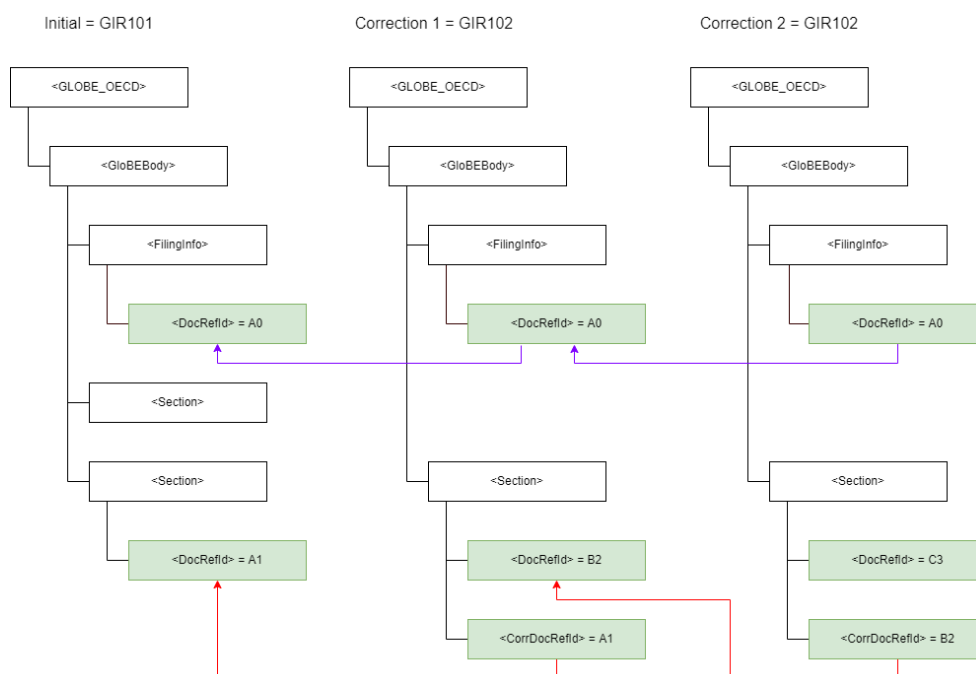 Initial = GIR101
Correction 1 = GIR102
Correction 2 = GIR102
<GLOBE_OECD>
<GLOBE_OECD>
<GLOBE_OECD>
<GloBEBody>
<GloBEBody>
<GloBEBody>
<FilingInfo>
<FilingInfo>
<FilingInfo>
<DocRefId> = A0
<DocRefId> = A0
<DocRefId> = A0
<Section>
<Section>
<Section>
<Section>
<DocRefId> = A1
<DocRefId> = B2
<DocRefId> = C3
<CorrDocRefId> = A1
<CorrDocRefId> = B2